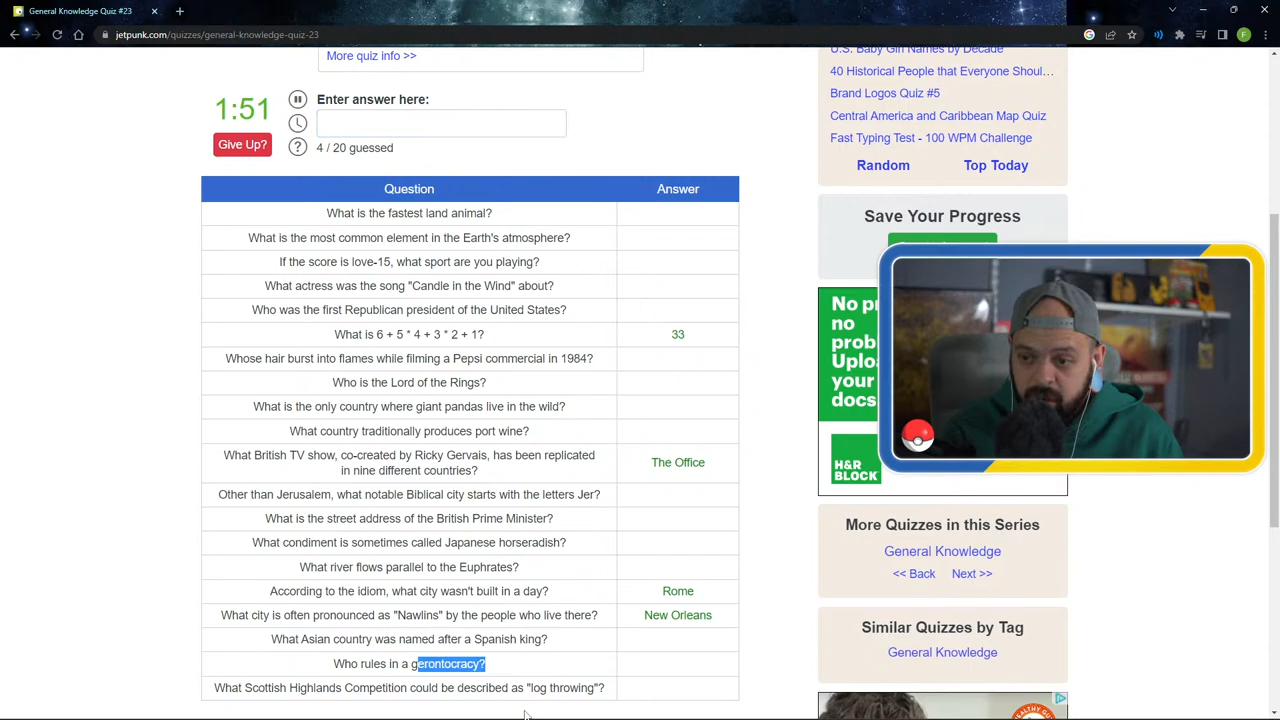 General Knowledge Quiz #23
jetpunk.com/quizzes/general-knowledge-quiz-23
F
More quiz info >>
1:51
Give Up?
?
Enter answer here:
4 / 20 guessed
Question Answer
What is the fastest land animal?
What is the most common element in the Earth's atmosphere?
If the score is love-15, what sport are you playing?
What actress was the song "Candle in the Wind" about?
Who was the first Republican president of the United States?
What is 6 + 5 * 4 + 3 * 2 + 1? 33
Whose hair burst into flames while filming a Pepsi commercial in 1984?
Who is the Lord of the Rings?
What is the only country where giant pandas live in the wild?
What country traditionally produces port wine?
What British TV show, co-created by Ricky Gervais, has been replicated
in nine different countries? The Office
Other than Jerusalem, what notable Biblical city starts with the letters Jer?
What is the street address of the British Prime Minister?
What condiment is sometimes called Japanese horseradish?
What river flows parallel to the Euphrates?
According to the idiom, what city wasn't built in a day? Rome
What city is often pronounced as "Nawlins" by the people who live there? New Orleans
What Asian country was named after a Spanish king?
Who rules in a gerontocracy?
What Scottish Highlands Competition could be described as "log throwing"?
U.S. Baby Girl Names by Decade
40 Historical People that Everyone Shoul…
Brand Logos Quiz #5
Central America and Caribbean Map Quiz
Fast Typing Test - 100 WPM Challenge
Random Top Today
Save Your Progress
No
no
prob
Uploa
your
docs.
H&R
BLOCK
More Quizzes in this Series
General Knowledge
<< Back Next >>
Similar Quizzes by Tag
General Knowledge